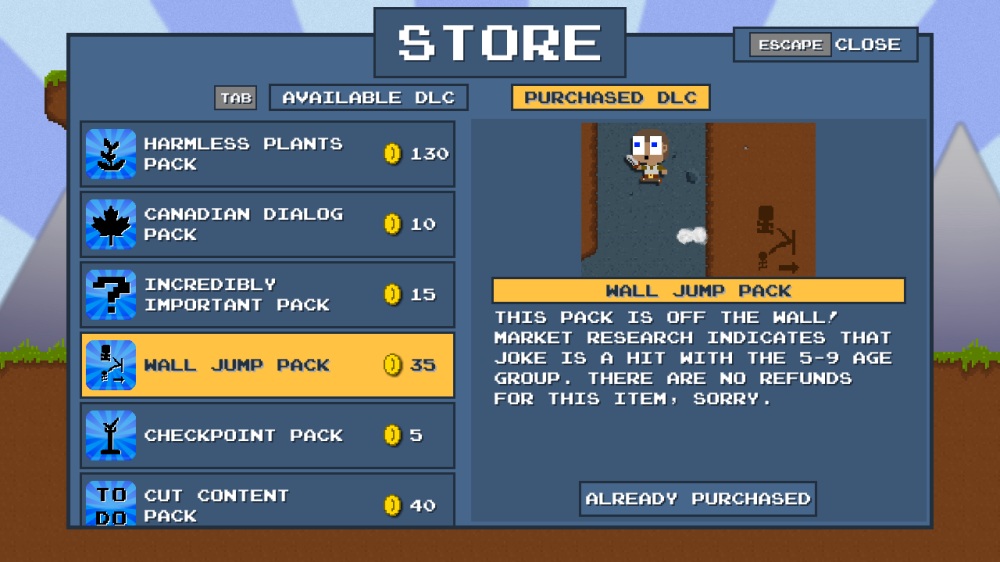 STORE
ESCAPE CLOSE
TAB AVAILABLE DLC PURCHASED DLC
HARMLESS PLANTS
PACK
130
CANADIAN DIALOG
PACK
10
INCREDIBLY
IMPORTANT PACK
15
WALL JUMP PACK
35
CHECKPOINT PACK
5
TO
DO
CUT CONTENT
PACK
40
WALL JUMP PACK
THIS PACK IS OFF THE WALL!
MARKET RESEARCH INDICATES THAT
JOKE IS A HIT WITH THE 5-9 AGE
GROUP. THERE ARE NO REFUNDS
FOR THIS ITEM, SORRY.
ALREADY PURCHASED